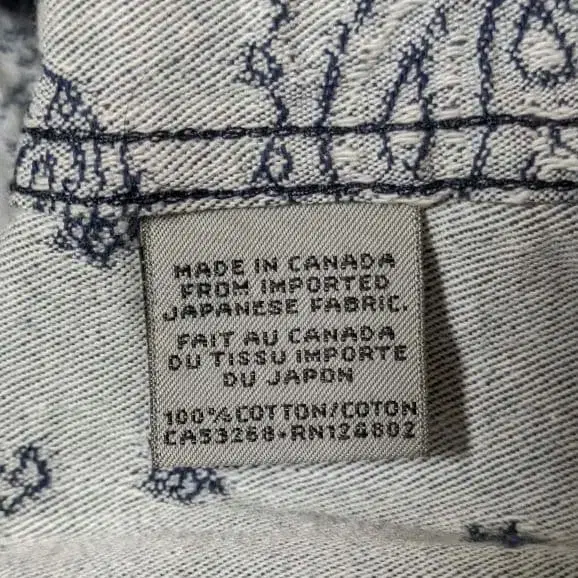 MADE IN CANADA
FROM IMPORTED
JAPANESE FABRIC.
FAIT AU CANADA
DU TISSU IMPORTE
DU JAPON
100% COTTON/COTON
CA53268•RN124802